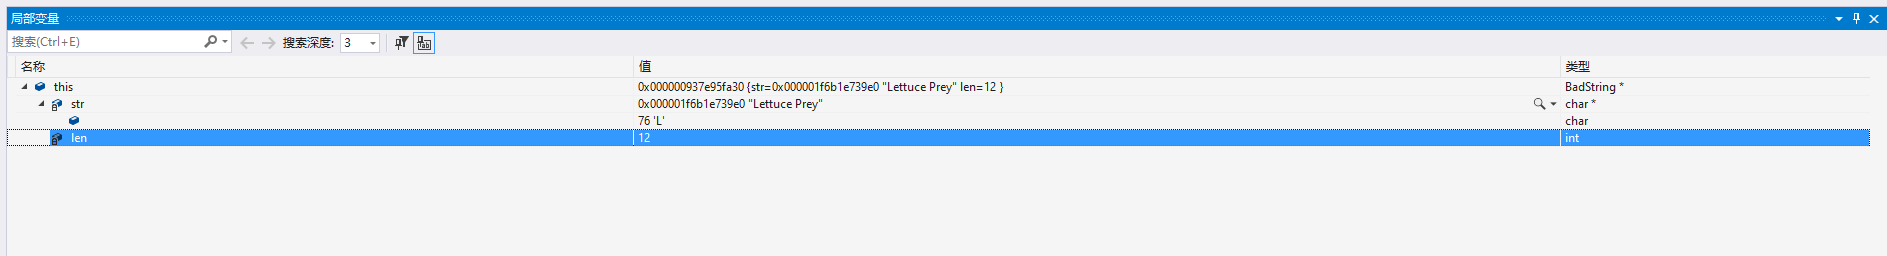 局部变量
搜索(Ctrl+E) 搜索深度: 3
名称 值 类型
this 0x000000937e95fa30 {str=0x000001f6b1e739e0 "Lettuce Prey" len=12 } BadString *
str 0x000001f6b1e739e0 "Lettuce Prey" char *
76 'L' char
len 12 int